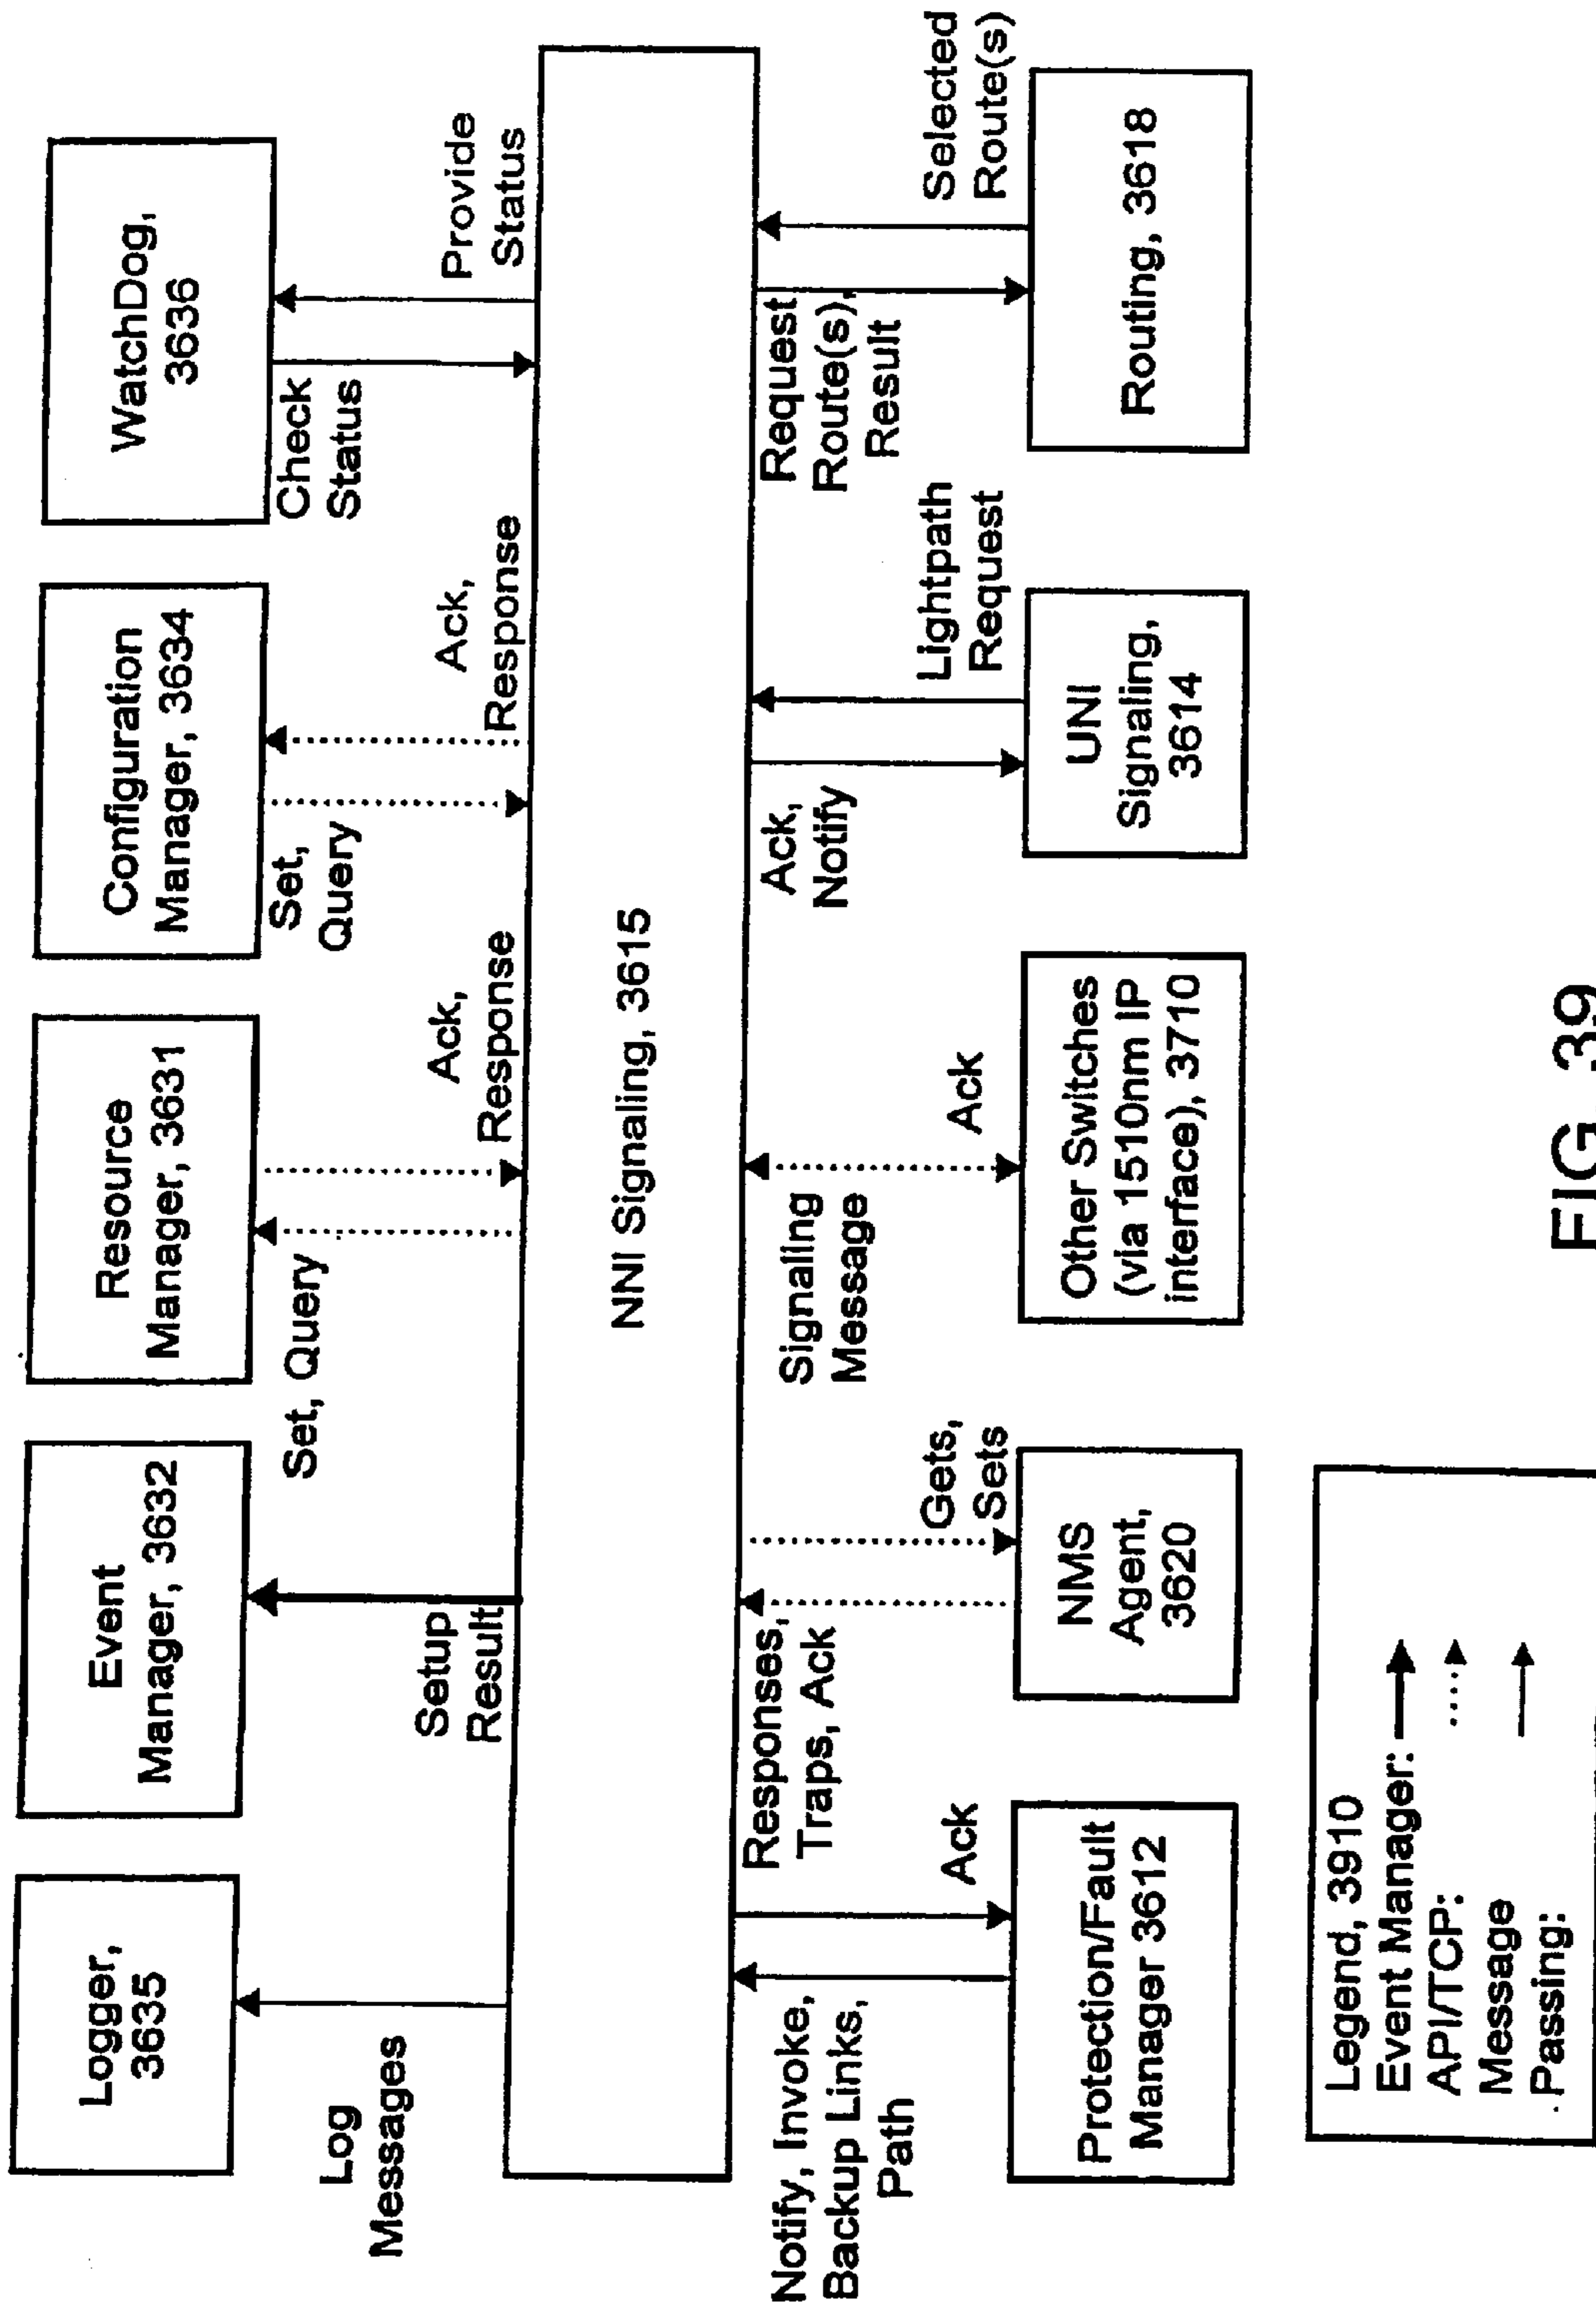 Logger,
3635
Event
Manager, 3632
Resource
Manager, 3631
Configuration
Manager, 3634
WatchDog,
3636
Log
Messages
Setup
Result
Set, Query
Ack,
Response
Set,
Query
Ack,
Response
Check
Status
Provide
Status
NNI Signaling, 3615
Notify, Invoke,
Backup Links,
Path
Ack
Responses,
Traps, Ack
Gets,
Sets
Signaling
Message
Ack
Ack,
Notify
Lightpath
Request
Request
Route(s),
Result
Selected
Route(s)
Protection/Fault
Manager 3612
NMS
Agent,
3620
Other Switches
(via 1510nm IP
interface), 3710
UNI
Signaling,
3614
Routing, 3618
Legend, 3910
Event Manager:
API/TCP:
Message
Passing:
FIG. 39